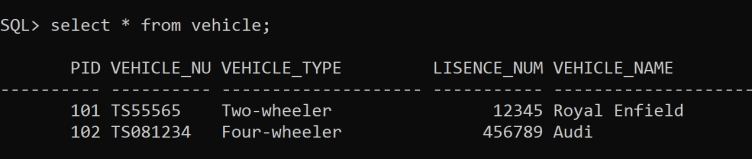 SQL> select * from vehicle;
PID VEHICLE_NU VEHICLE_TYPE LISENCE_NUM VEHICLE_NAME
---------- ---------- -------------------- ----------- --------------------
101 TS55565 Two-wheeler 12345 Royal Enfield
102 TS081234 Four-wheeler 456789 Audi